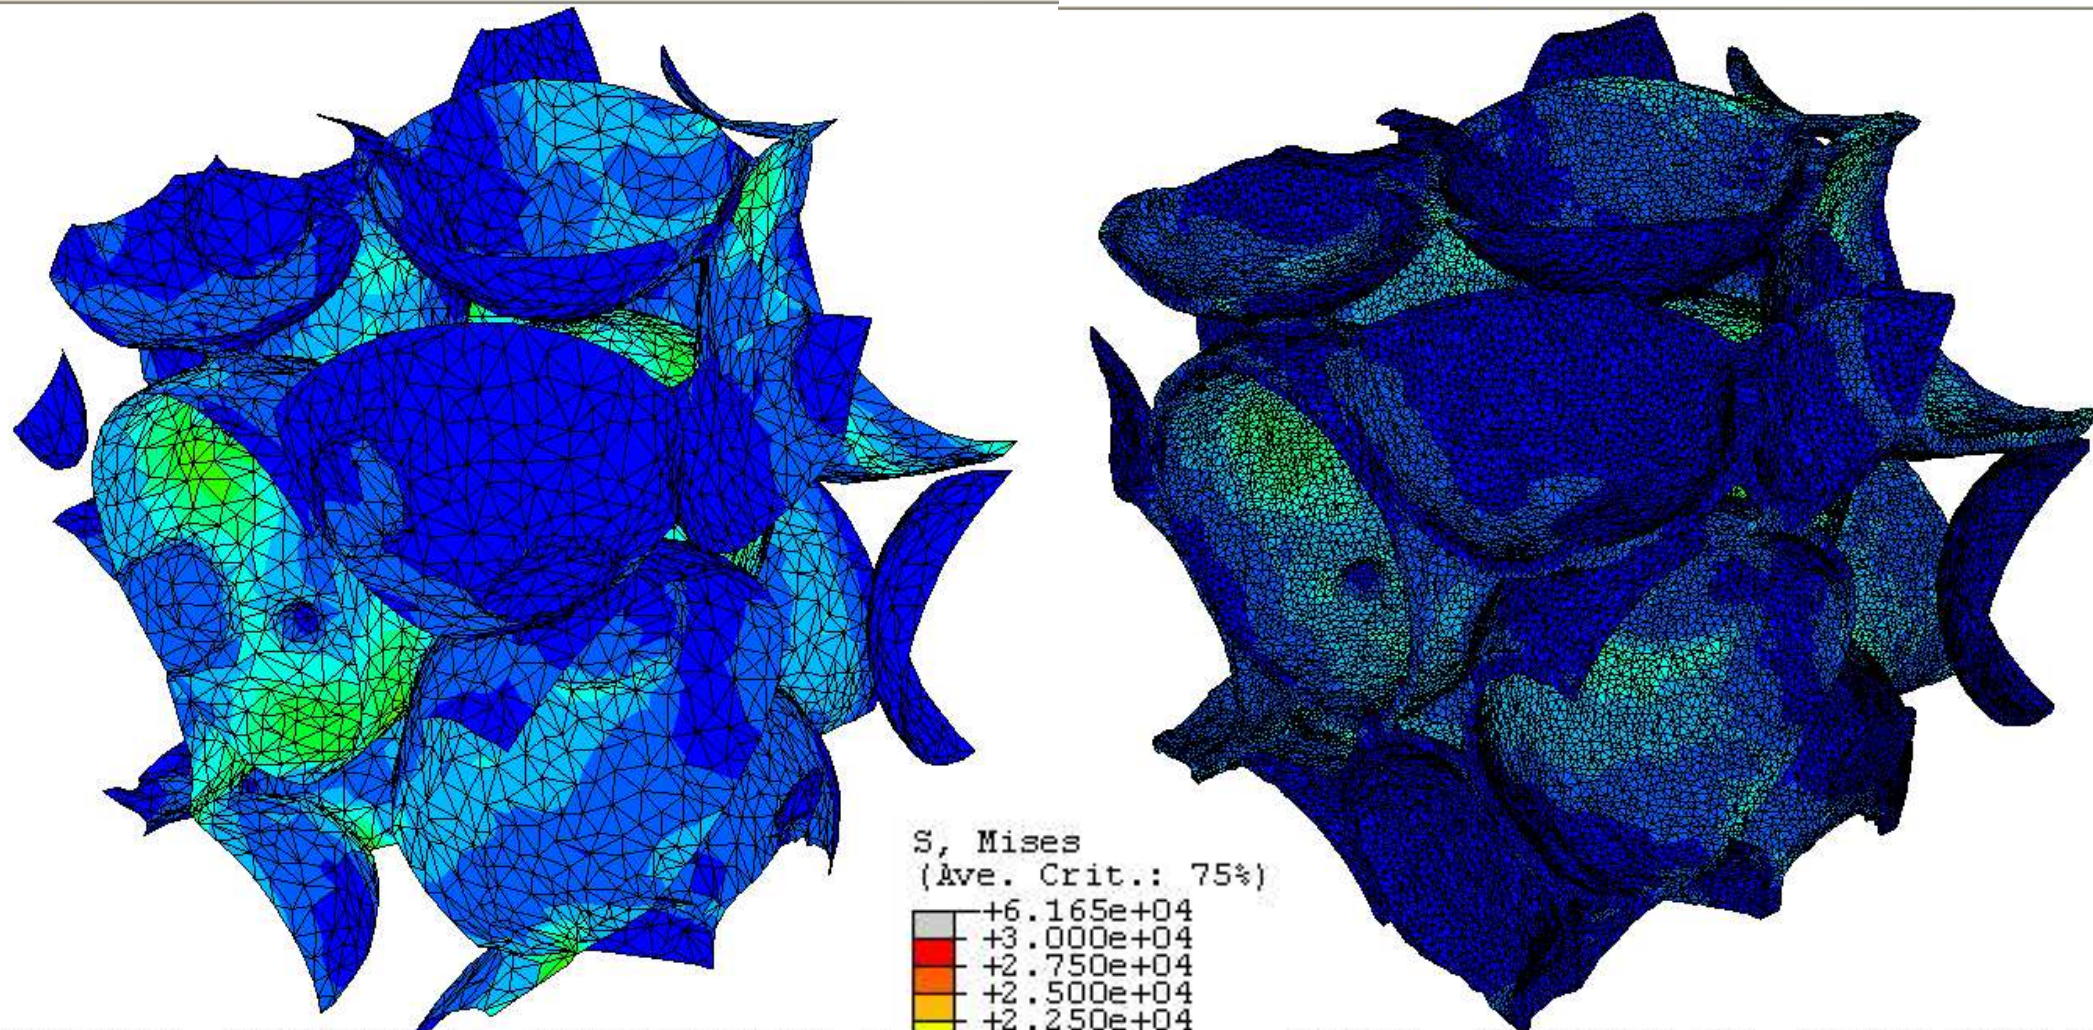 S, Mises
(Ave. Crit.: 75%)
+6.165e+04
+3.000e+04
+2.750e+04
+2.500e+04
+2.250e+04